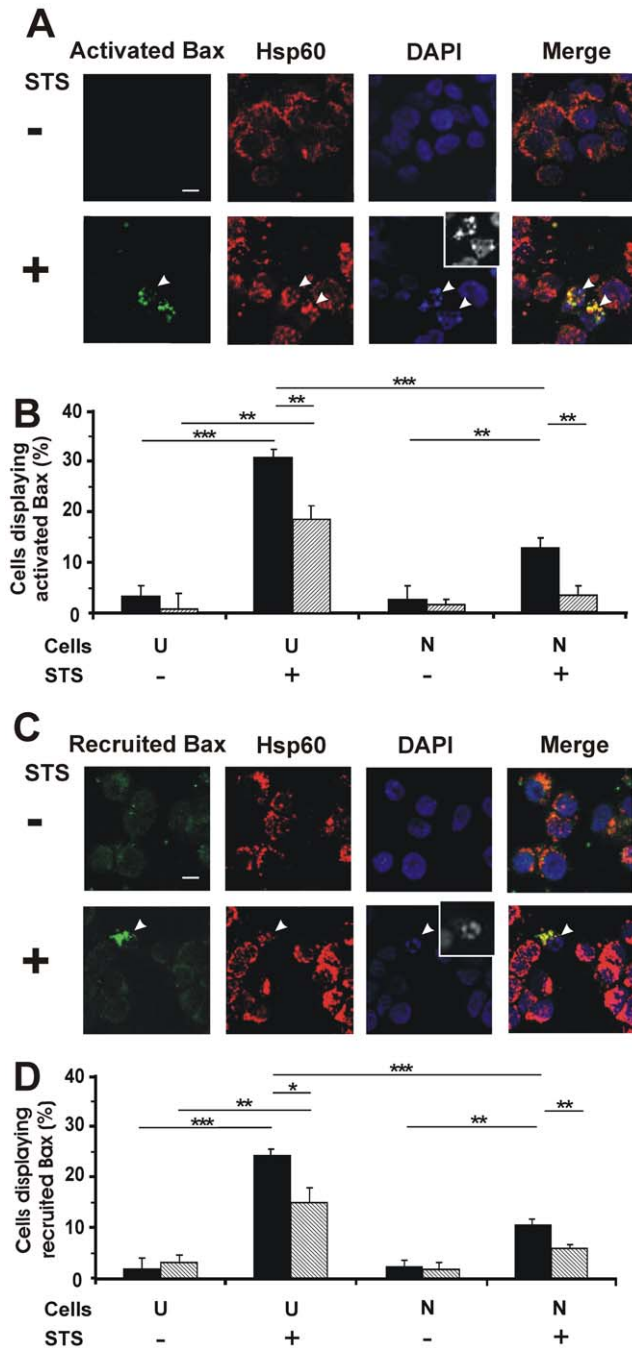 A
Activated Bax Hsp60 DAPI Merge
STS
-
+
B
*** 
** **
*** ** **
40
30
20
10
0
Cells displaying
activated Bax (%)
Cells U U N N
STS - + - +
C
Recruited Bax Hsp60 DAPI Merge
STS
-
+
D
***
* 
** **
*** **
40
30
20
10
0
Cells displaying
recruited Bax (%)
Cells U U N N
STS - + - +